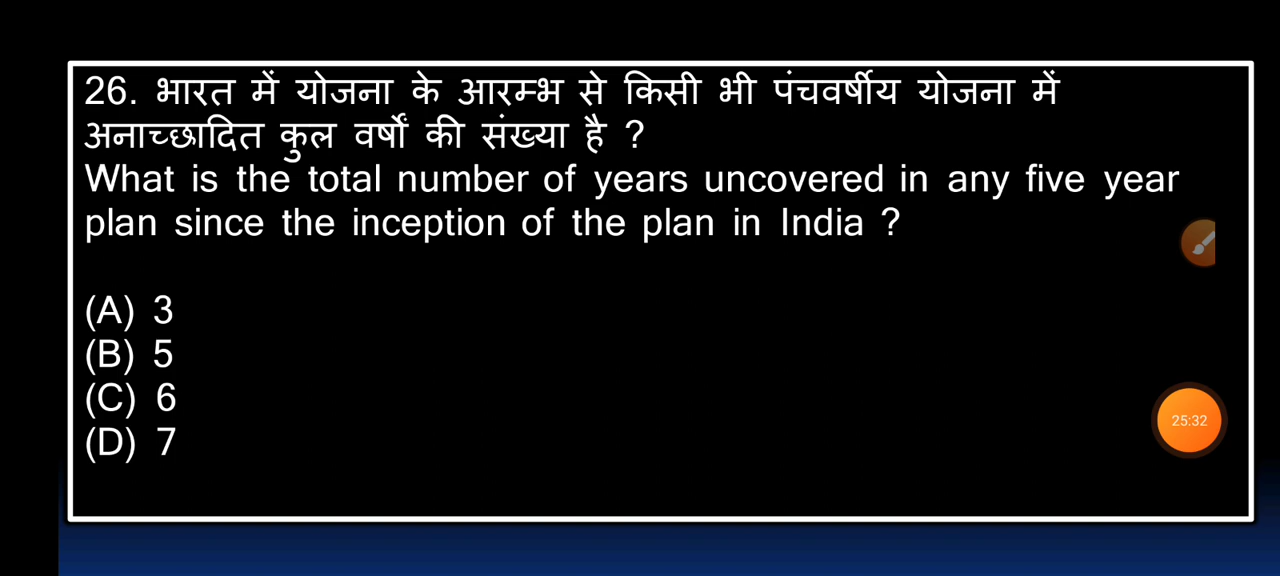 26. भारत में योजना के आरम्भ से किसी भी पंचवर्षीय योजना में
अनाच्छादित कुल वर्षों की संख्या है ?
What is the total number of years uncovered in any five year
plan since the inception of the plan in India ?
(A) 3
(B) 5
(C) 6
(D) 7
25:32